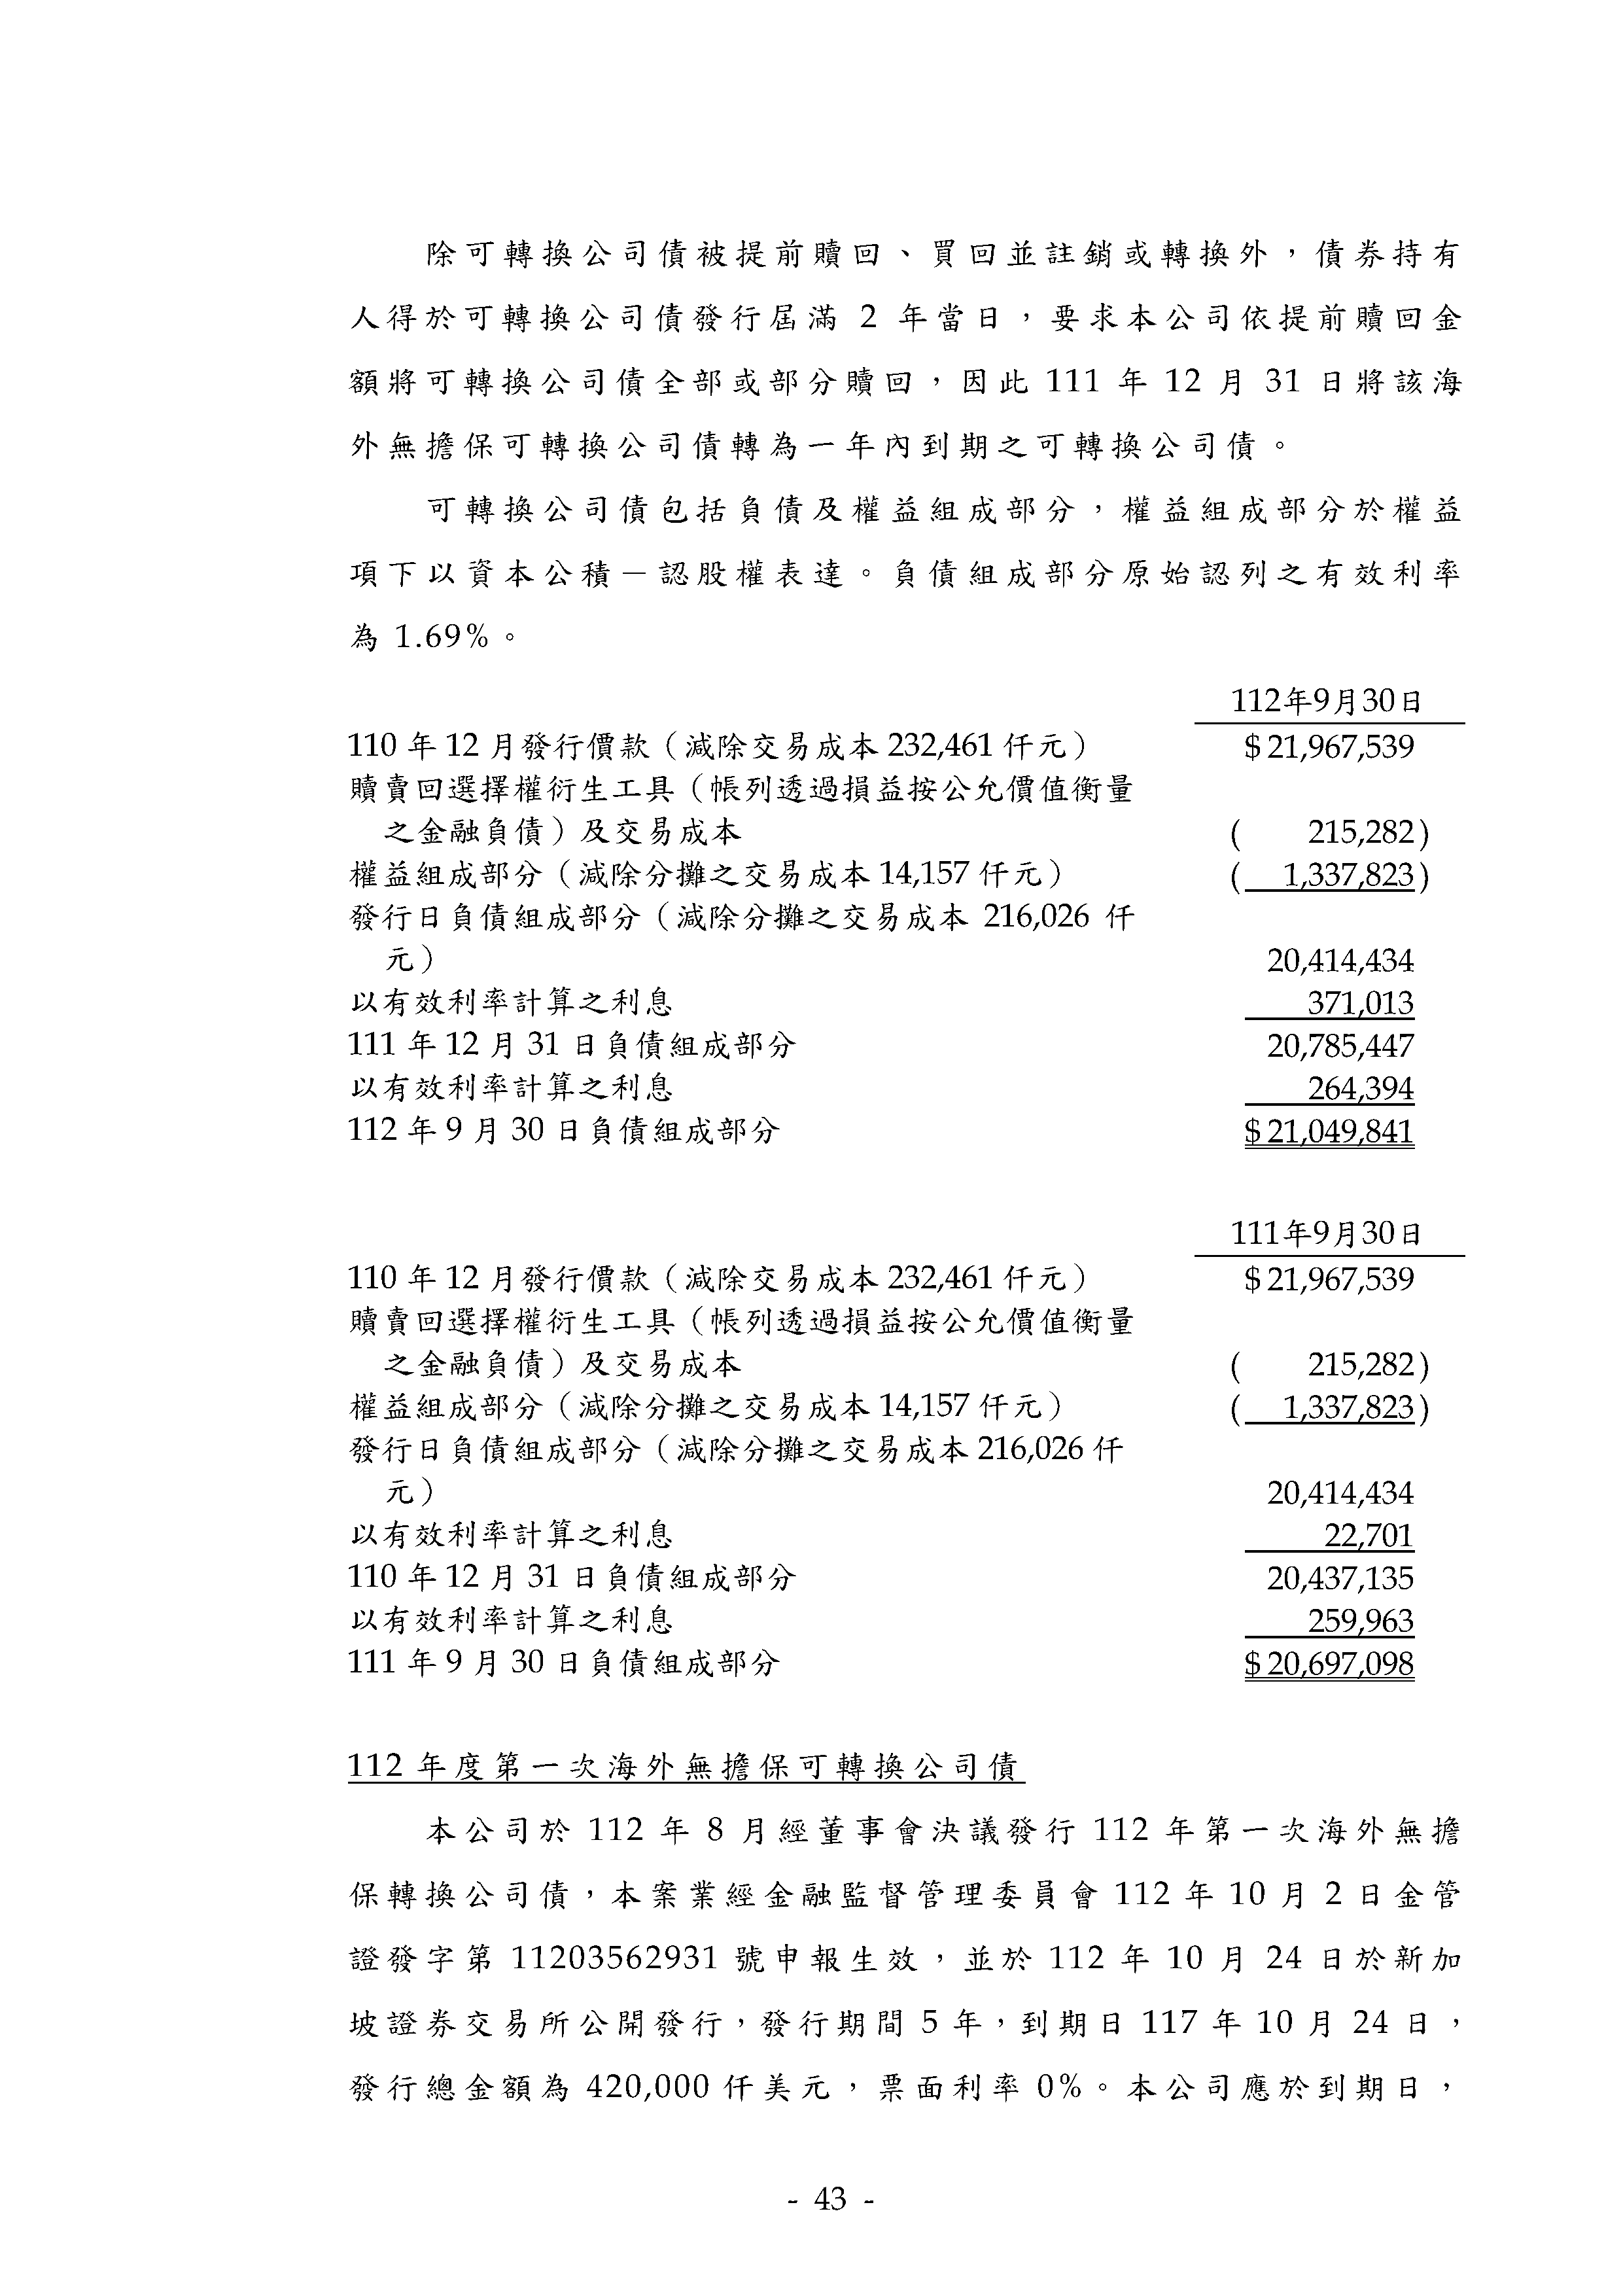 除可轉換公司債被提前贖回、買回並註銷或轉換外，債券持有
人得於可轉換公司債發行屆滿 2 年當日，要求本公司依提前贖回金
額將可轉換公司債全部或部分贖回，因此 111 年 12 月 31 日將該海
外無擔保可轉換公司債轉為一年內到期之可轉換公司債。
可轉換公司債包括負債及權益組成部分，權益組成部分於權益
項下以資本公積－認股權表達。負債組成部分原始認列之有效利率
為 1.69%。
112年9月30日
110 年 12 月發行價款（減除交易成本 232,461 仟元） $ 21,967,539
贖賣回選擇權衍生工具（帳列透過損益按公允價值衡量
之金融負債）及交易成本 ( 215,282)
權益組成部分（減除分攤之交易成本 14,157 仟元） ( 1,337,823)
發行日負債組成部分（減除分攤之交易成本 216,026 仟
元） 20,414,434
以有效利率計算之利息 371,013
111 年 12 月 31 日負債組成部分 20,785,447
以有效利率計算之利息 264,394
112 年 9 月 30 日負債組成部分 $ 21,049,841
111年9月30日
110 年 12 月發行價款（減除交易成本 232,461 仟元） $ 21,967,539
贖賣回選擇權衍生工具（帳列透過損益按公允價值衡量
之金融負債）及交易成本 ( 215,282)
權益組成部分（減除分攤之交易成本 14,157 仟元） ( 1,337,823)
發行日負債組成部分（減除分攤之交易成本 216,026 仟
元） 20,414,434
以有效利率計算之利息 22,701
110 年 12 月 31 日負債組成部分 20,437,135
以有效利率計算之利息 259,963
111 年 9 月 30 日負債組成部分 $ 20,697,098
112 年度第一次海外無擔保可轉換公司債
本公司於 112 年 8 月經董事會決議發行 112 年第一次海外無擔
保轉換公司債，本案業經金融監督管理委員會 112 年 10 月 2 日金管
證發字第 11203562931 號申報生效，並於 112 年 10 月 24 日於新加
坡證券交易所公開發行，發行期間 5 年，到期日 117 年 10 月 24 日，
發行總金額為 420,000 仟美元，票面利率 0%。本公司應於到期日，
- 43 -